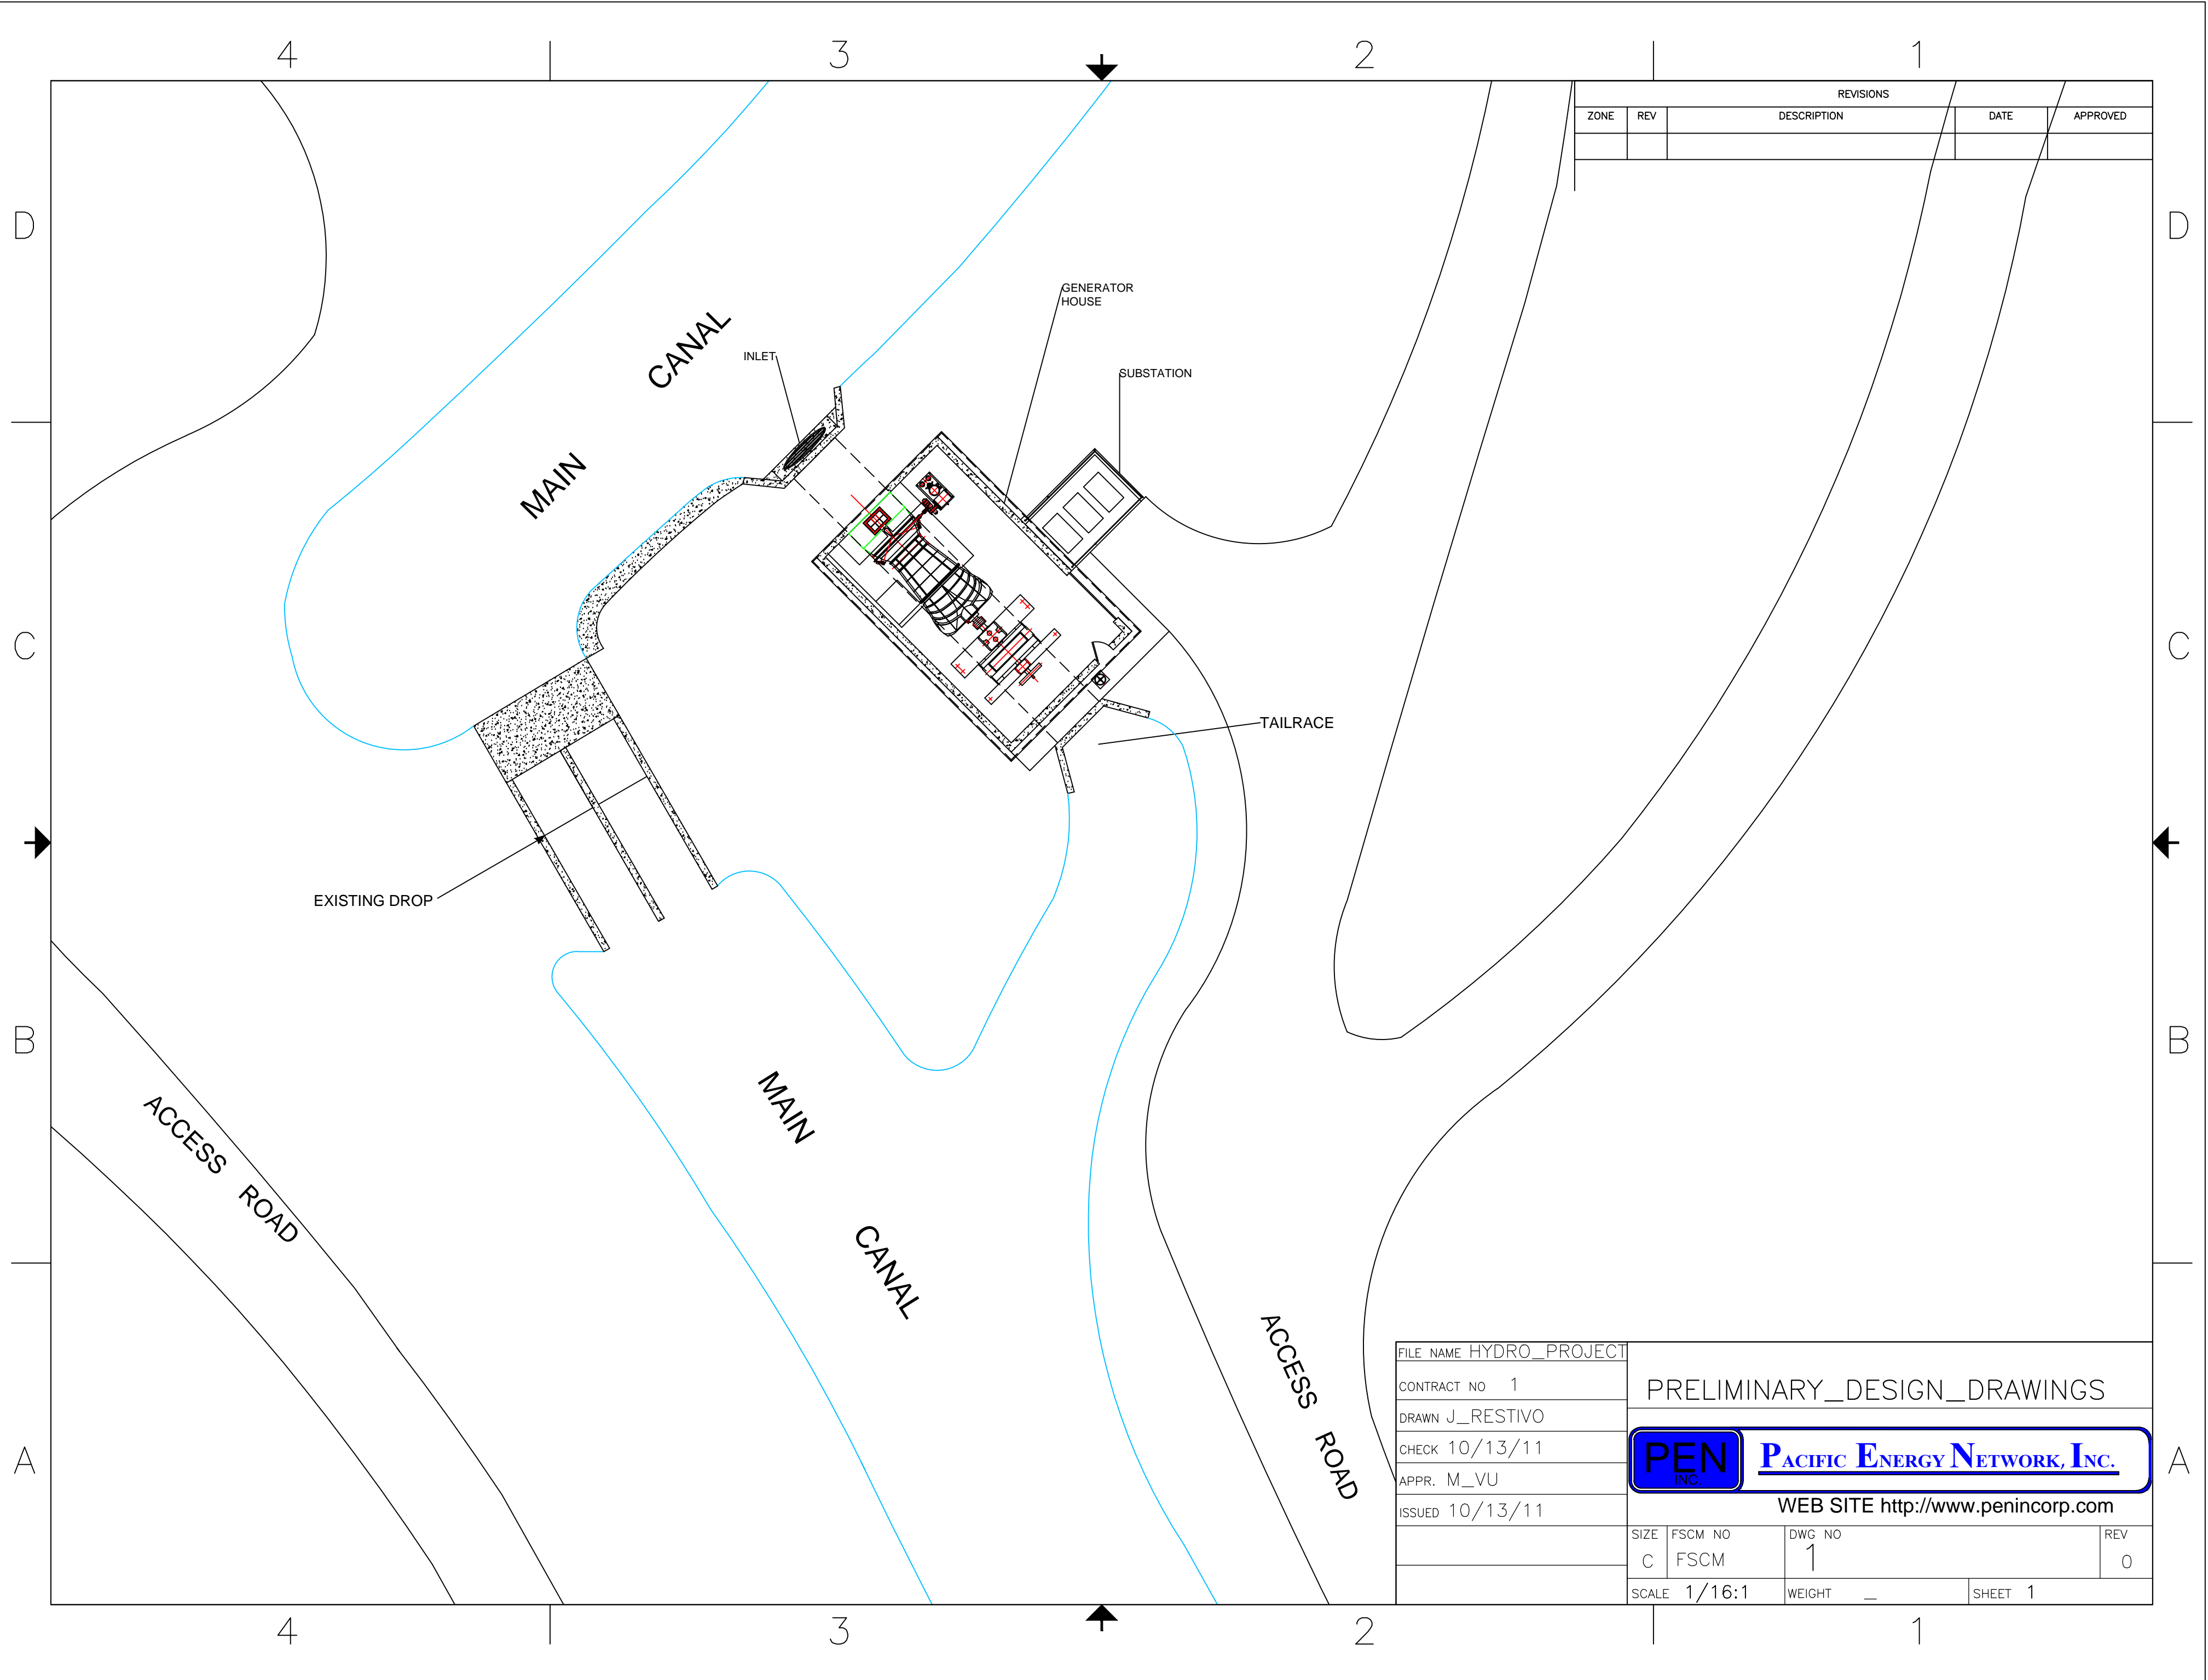 4 3 2 1
REVISIONS
ZONE REV DESCRIPTION DATE APPROVED
D D
GENERATOR
HOUSE
INLET
SUBSTATION
MAIN CANAL
C C
TAILRACE
EXISTING DROP
B B
MAIN CANAL
ACCESS ROAD
ACCESS ROAD
A A
FILE NAME HYDRO_PROJECT
CONTRACT NO 1
DRAWN J_RESTIVO
CHECK 10/13/11
APPR. M_VU
ISSUED 10/13/11
PRELIMINARY_DESIGN_DRAWINGS
PEN
INC.
PACIFIC ENERGY NETWORK, INC.
WEB SITE http://www.penincorp.com
SIZE FSCM NO DWG NO REV
C FSCM 1 0
SCALE 1/16:1 WEIGHT _ SHEET 1
4 3 2 1